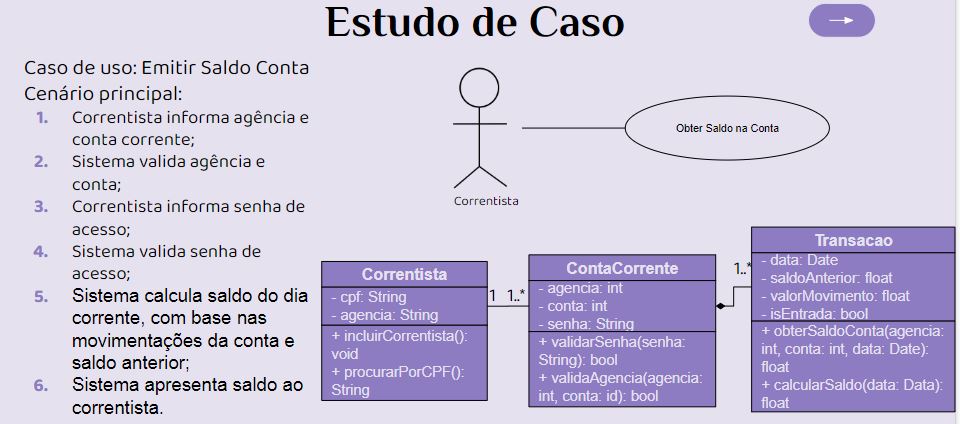 Estudo de Caso
Caso de uso: Emitir Saldo Conta
Cenário principal:
1. Correntista informa agência e
conta corrente;
2. Sistema valida agência e
conta;
3. Correntista informa senha de
acesso;
4. Sistema valida senha de
acesso;
5. Sistema calcula saldo do dia
corrente, com base nas
movimentações da conta e
saldo anterior;
6. Sistema apresenta saldo ao
correntista.
Obter Saldo na Conta
Correntista
Correntista
- cpf: String
- agencia: String
+ incluirCorrentista():
void
+ procurarPorCPF():
String
1 1..*
ContaCorrente
- agencia: int
- conta: int
- senha: String
+ validarSenha(senha:
String): bool
+ validaAgencia(agencia:
int, conta: id): bool
1..*
Transacao
- data: Date
- saldoAnterior: float
- valorMovimento: float
- isEntrada: bool
+ obterSaldoConta(agencia:
int, conta: int, data: Date):
float
+ calcularSaldo(data: Data):
float